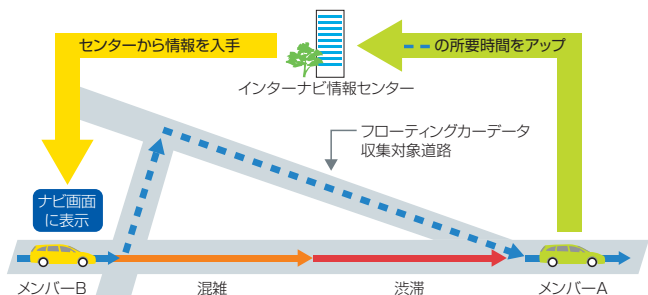 センターから情報を入手
の所要時間をアップ
インターナビ情報センター
フローティングカーデータ
収集対象道路
ナビ画面
に表示
メンバーB
混雑
渋滞
メンバーA